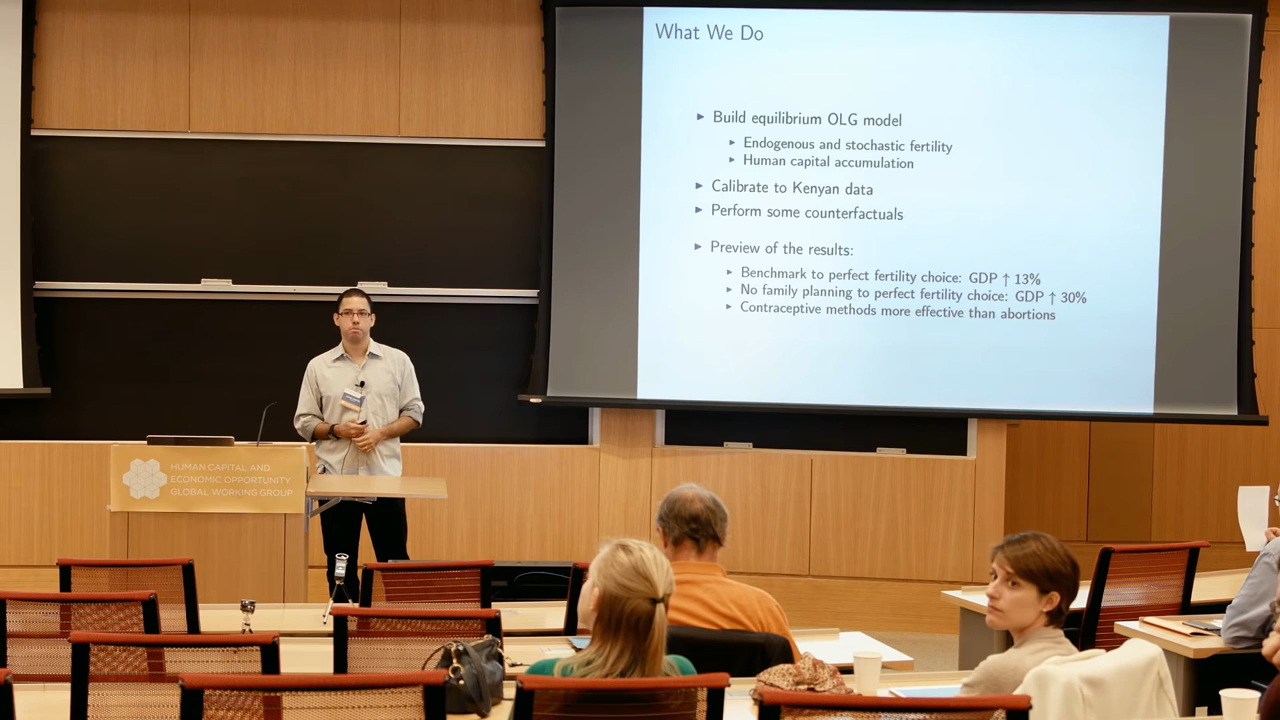 What We Do
Build equilibrium OLG model
Endogenous and stochastic fertility
Human capital accumulation
Calibrate to Kenyan data
Perform some counterfactuals
Preview of the results:
Benchmark to perfect fertility choice: GDP ↑ 13%
No family planning to perfect fertility choice: GDP ↑ 30%
Contraceptive methods more effective than abortions
HUMAN CAPITAL AND
ECONOMIC OPPORTUNITY
GLOBAL WORKING GROUP